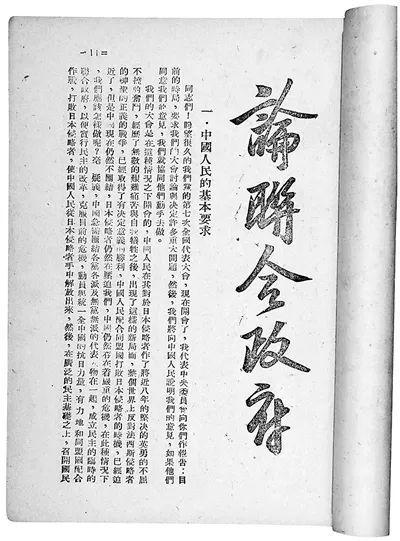 論聯合政府
一·中國人民的基本要求
同志們!盼望很久的我們黨的第七次全國代表大會,現在開會了,我代表中央委員會向你們作報告:目
前的時局,要求我們大會討論與決定許多重大問題,然後,我們將向中國人民說明我們的意見,如果他們
同意我們的意見,我們就協同他們動手去做。
我們的大會是在這種情況之下開會的,中國人民在其對於日本侵略者作了將近八年的堅決的英勇的不屈
不撓的奮鬥,經歷了無數的艱難困苦與自我犧牲之後,出現了這樣的新局面,整個世界上反對法西斯侵略者
的神聖的正義的戰爭,已經取得了有決定意義的勝利,中國人民配合同盟國打敗日本侵略者的時機,已經迫
近了,但是中國現在仍然不團結,日本侵略者仍然在壓迫我們,中國仍然存在着嚴重的危機,在此種情況下
,我們應該怎樣做呢?毫 疑義,中國急需團結各黨各派及無黨無派的代表人物在一起,成立民主的臨時的
聯合政府,以便實行民主的改革,克服目前的危機,動員與統一全中國的抗日力量,有力地和同盟國配合
作戰,打敗日本侵略者,使中國人民從日本侵略者手中解放出來,然後,在廣泛的民主基礎之上,召開國民